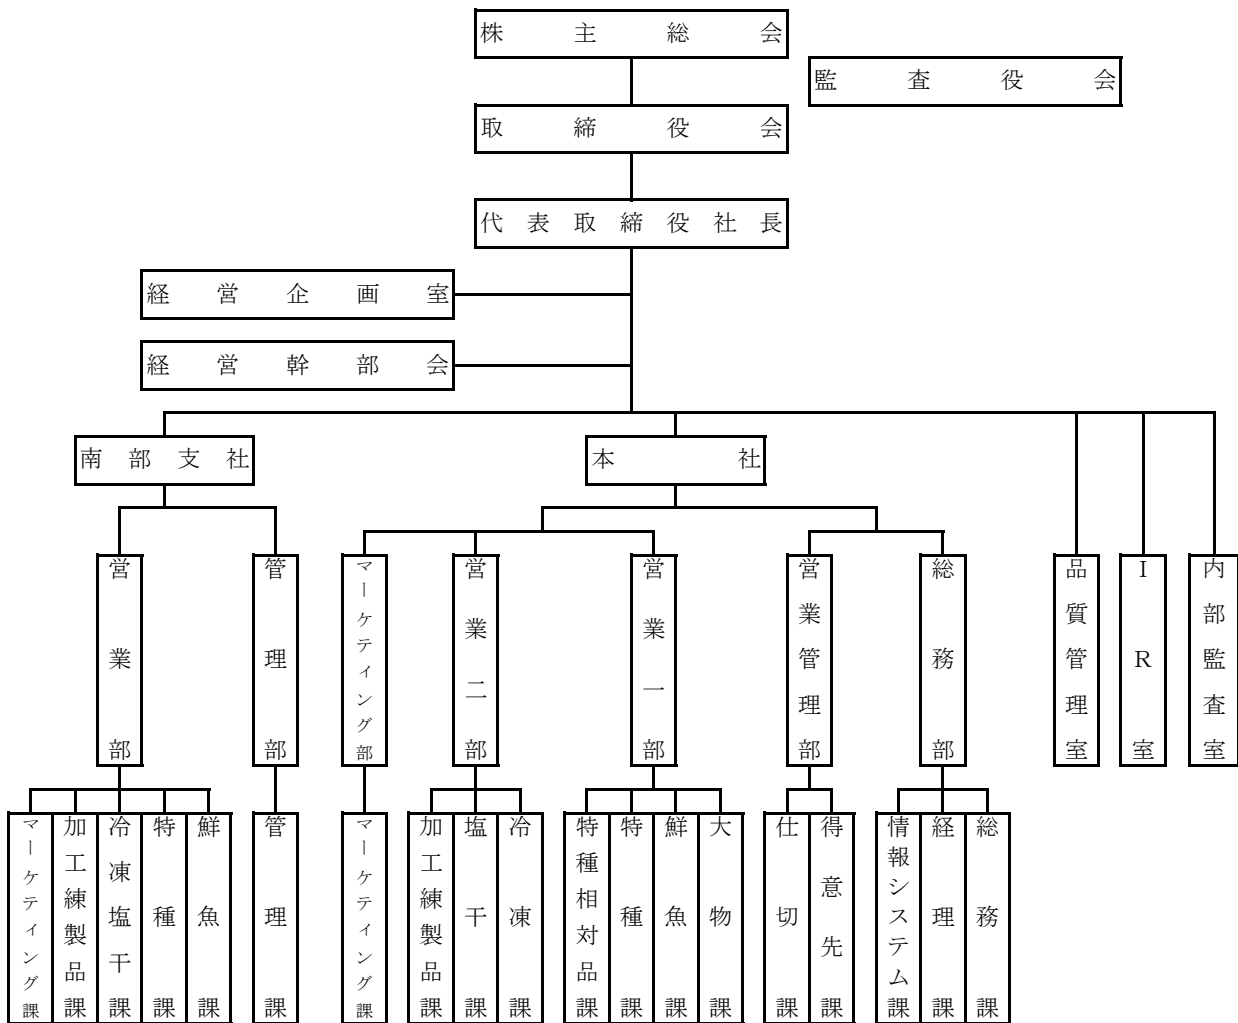 株主総会
監査役会
取締役会
代表取締役社長
経営企画室
経営幹部会
南部支社
本社
営業部
管理部
マーケティング部
営業二部
営業一部
営業管理部
総務部
品質管理室
IR室
内部監査室
マーケティング課
加工練製品課
冷凍塩干課
特種課
鮮魚課
管理課
マーケティング課
加工練製品課
塩干課
冷凍課
特種相対品課
特種課
鮮魚課
大物課
仕切課
得意先課
情報システム課
経理課
総務課